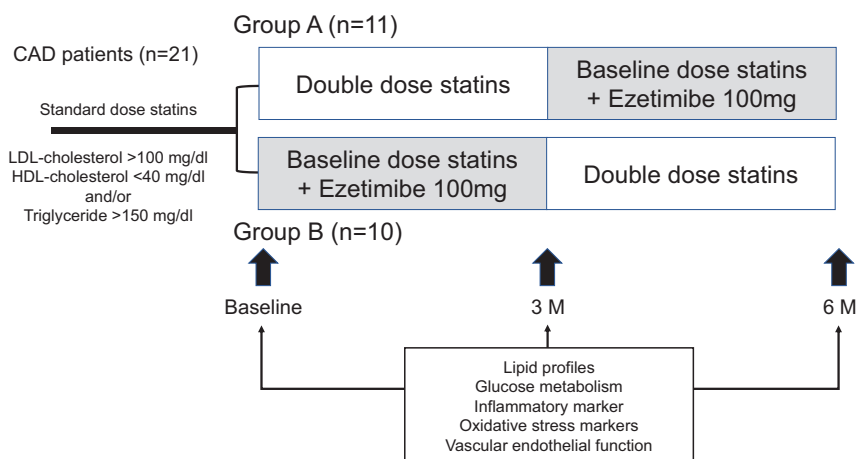 Group A (n=11)
CAD patients (n=21)
Standard dose statins
LDL-cholesterol >100 mg/dl
HDL-cholesterol <40 mg/dl
and/or
Triglyceride >150 mg/dl
Double dose statins
Baseline dose statins
+ Ezetimibe 100mg
Baseline dose statins
+ Ezetimibe 100mg
Double dose statins
Group B (n=10)
Baseline
3 M
6 M
Lipid profiles
Glucose metabolism
Inflammatory marker
Oxidative stress markers
Vascular endothelial function